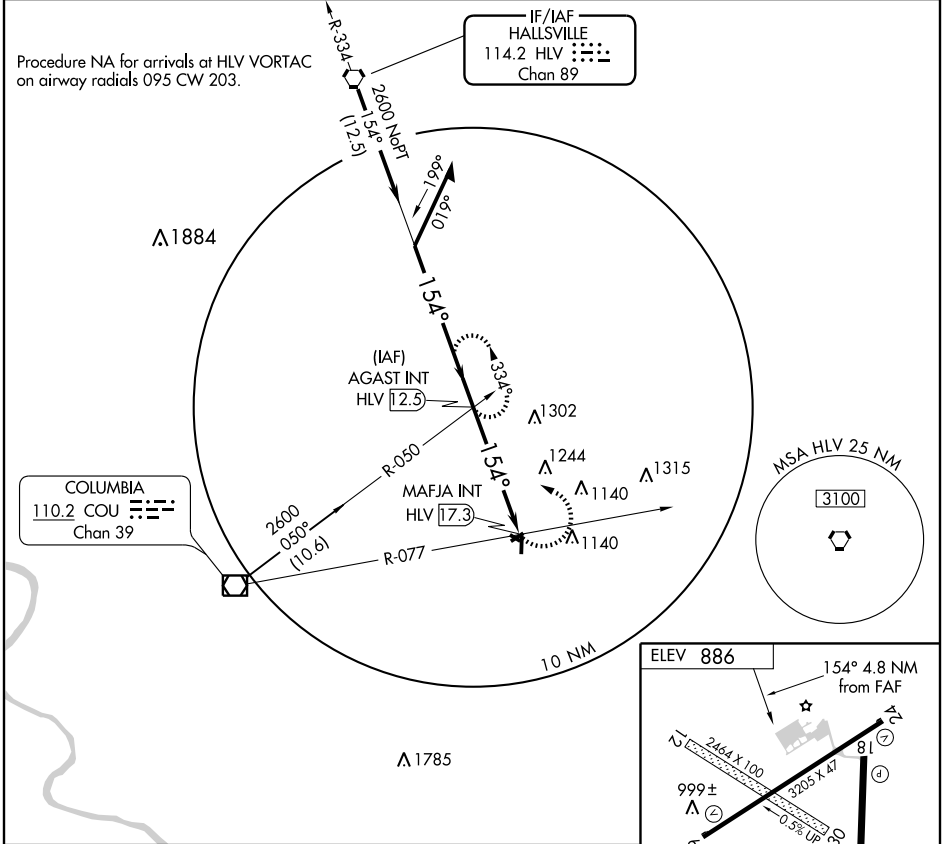 Procedure NA for arrivals at HLV VORTAC
on airway radials 095 CW 203.
IF/IAF
HALLSVILLE
114.2 HLV
Chan 89
R-334
2600 NoPT
154°
(12.5)
199°
019°
1884
154°
(IAF)
AGAST INT
HLV 12.5
334°
1302
R-050
154°
1244
1315
1140
MAFJA INT
HLV 17.3
1140
COLUMBIA
110.2 COU
Chan 39
2600
050°
(10.6)
R-077
MSA HLV 25 NM
3100
10 NM
1785
ELEV 886
154° 4.8 NM
from FAF
24
12
2464 X 100
18
P
V
3205 X 47
999±
V
0.5% UP
30